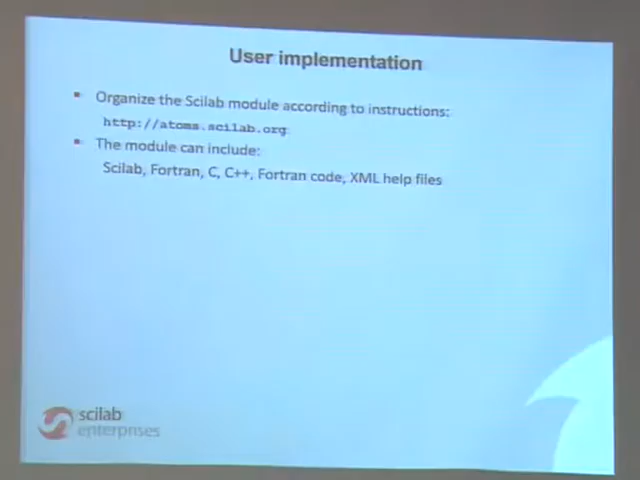 User implementation
Organize the Scilab module according to instructions:
http://atoms.scilab.org
The module can include:
Scilab, Fortran, C, C++, Fortran code, XML help files
scilab
enterprises